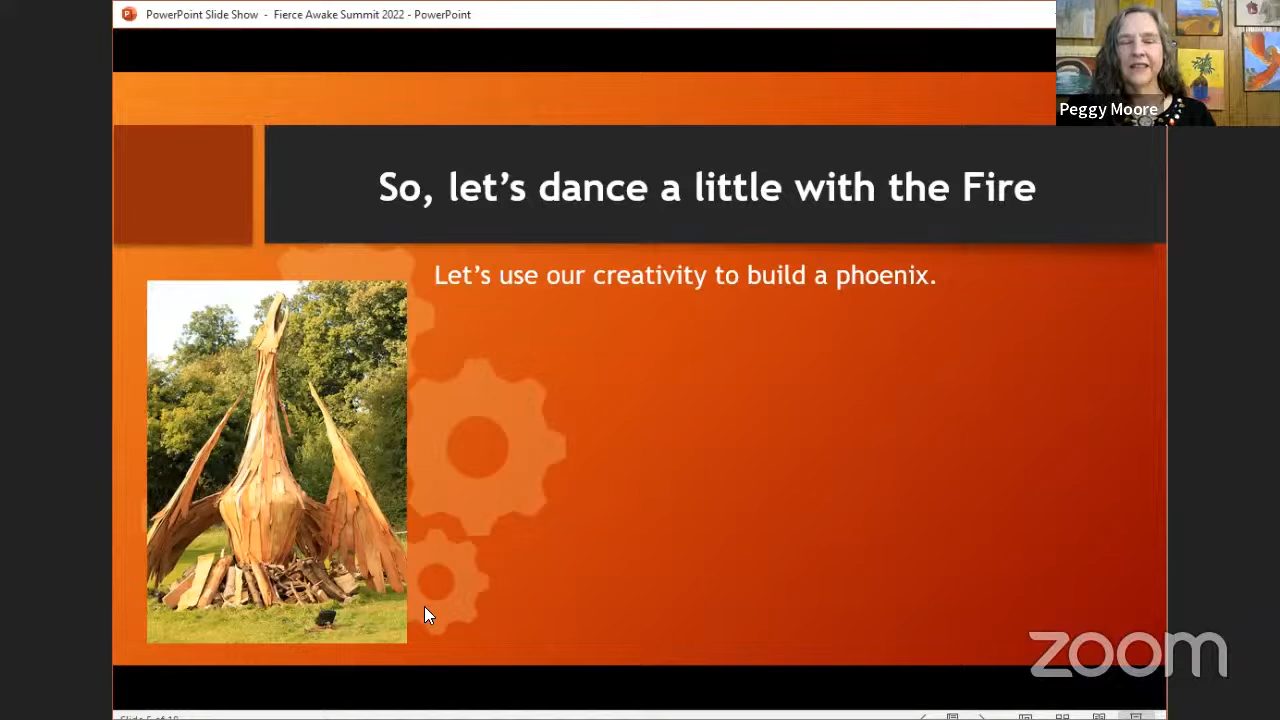 PowerPoint Slide Show - Fierce Awake Summit 2022 - PowerPoint
Peggy Moore
So, let's dance a little with the Fire
Let's use our creativity to build a phoenix.
zoom